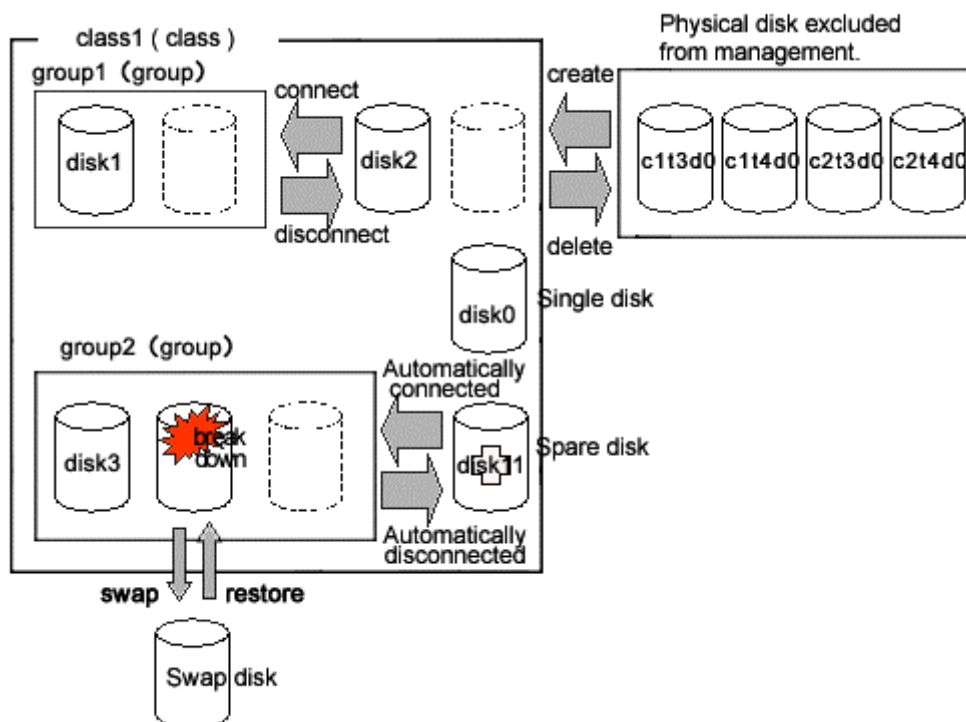 class1 ( class )
group1 (group)
disk1
connect
disconnect
disk2
Physical disk excluded
from management.
create
delete
c1t3d0 c1t4d0 c2t3d0 c2t4d0
disk0
Single disk
group2 (group)
disk3
break
down
Automatically
connected
Automatically
disconnected
disk11
Spare disk
swap
restore
Swap disk